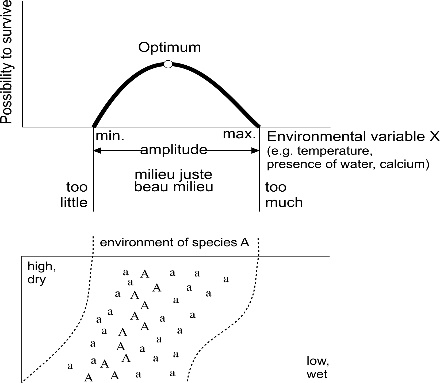 Possibility to survive
Optimum
min.
max.
Environmental variable X
(e.g. temperature,
presence of water, calcium)
amplitude
milieu juste
beau milieu
too
little
too
much
environment of species A
high,
dry
a A a a
a A A a a
a A a a
a A a a
a A A a
a A A a
a A a
a A A a
A A a a
low,
wet